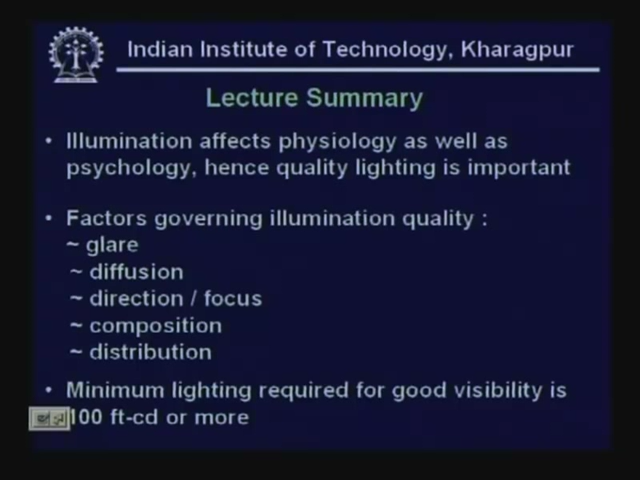 Indian Institute of Technology, Kharagpur
Lecture Summary
• Illumination affects physiology as well as
psychology, hence quality lighting is important
• Factors governing illumination quality :
~ glare
~ diffusion
~ direction / focus
~ composition
~ distribution
• Minimum lighting required for good visibility is
100 ft-cd or more